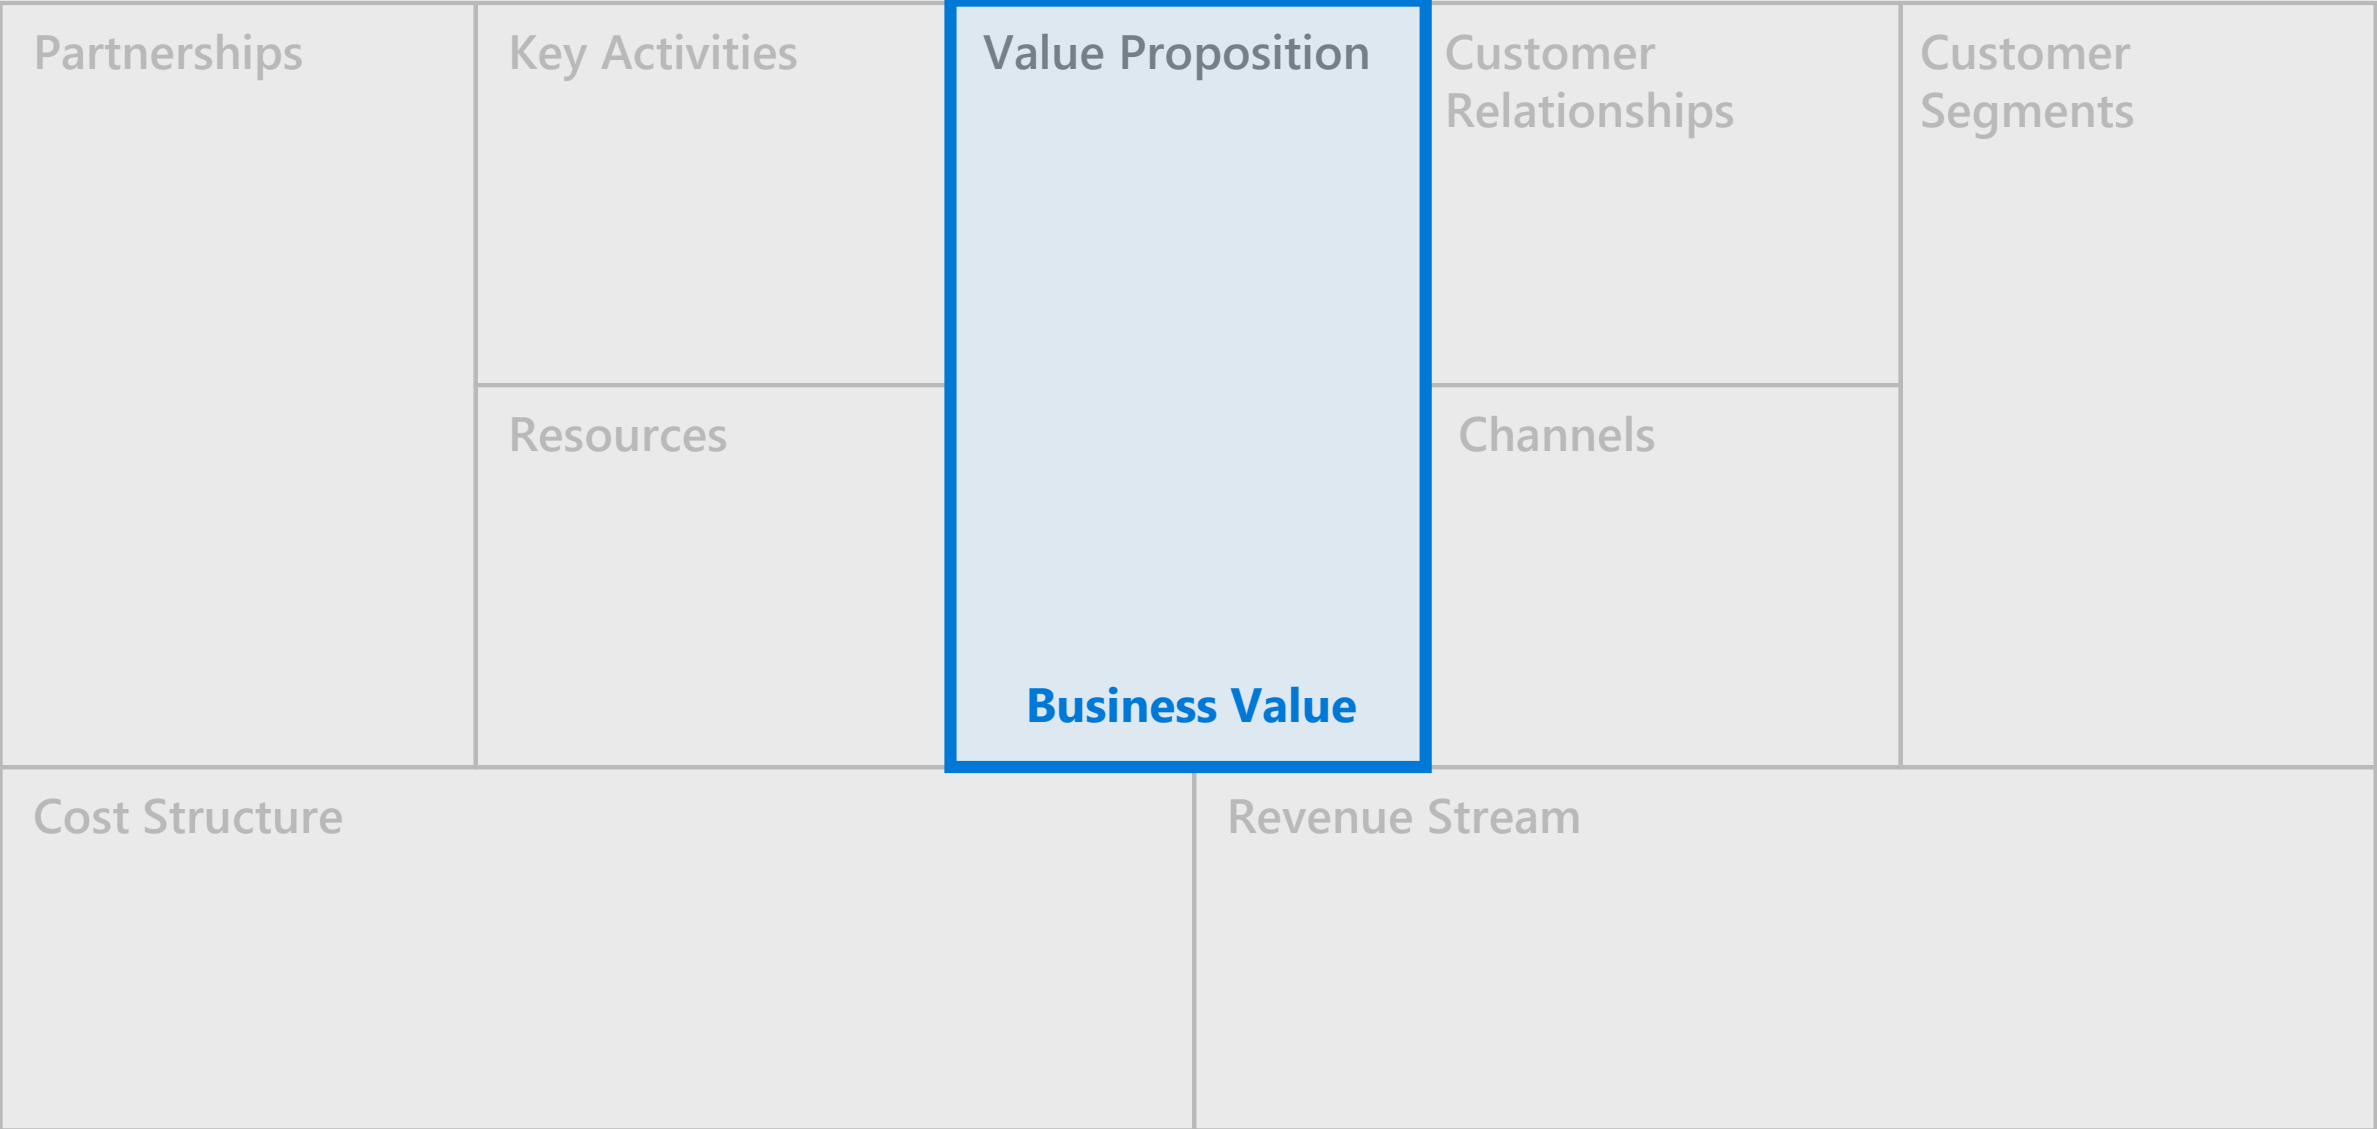 Partnerships
Key Activities
Value Proposition
Customer
Relationships
Customer
Segments
Resources
Channels
Business Value
Cost Structure
Revenue Stream